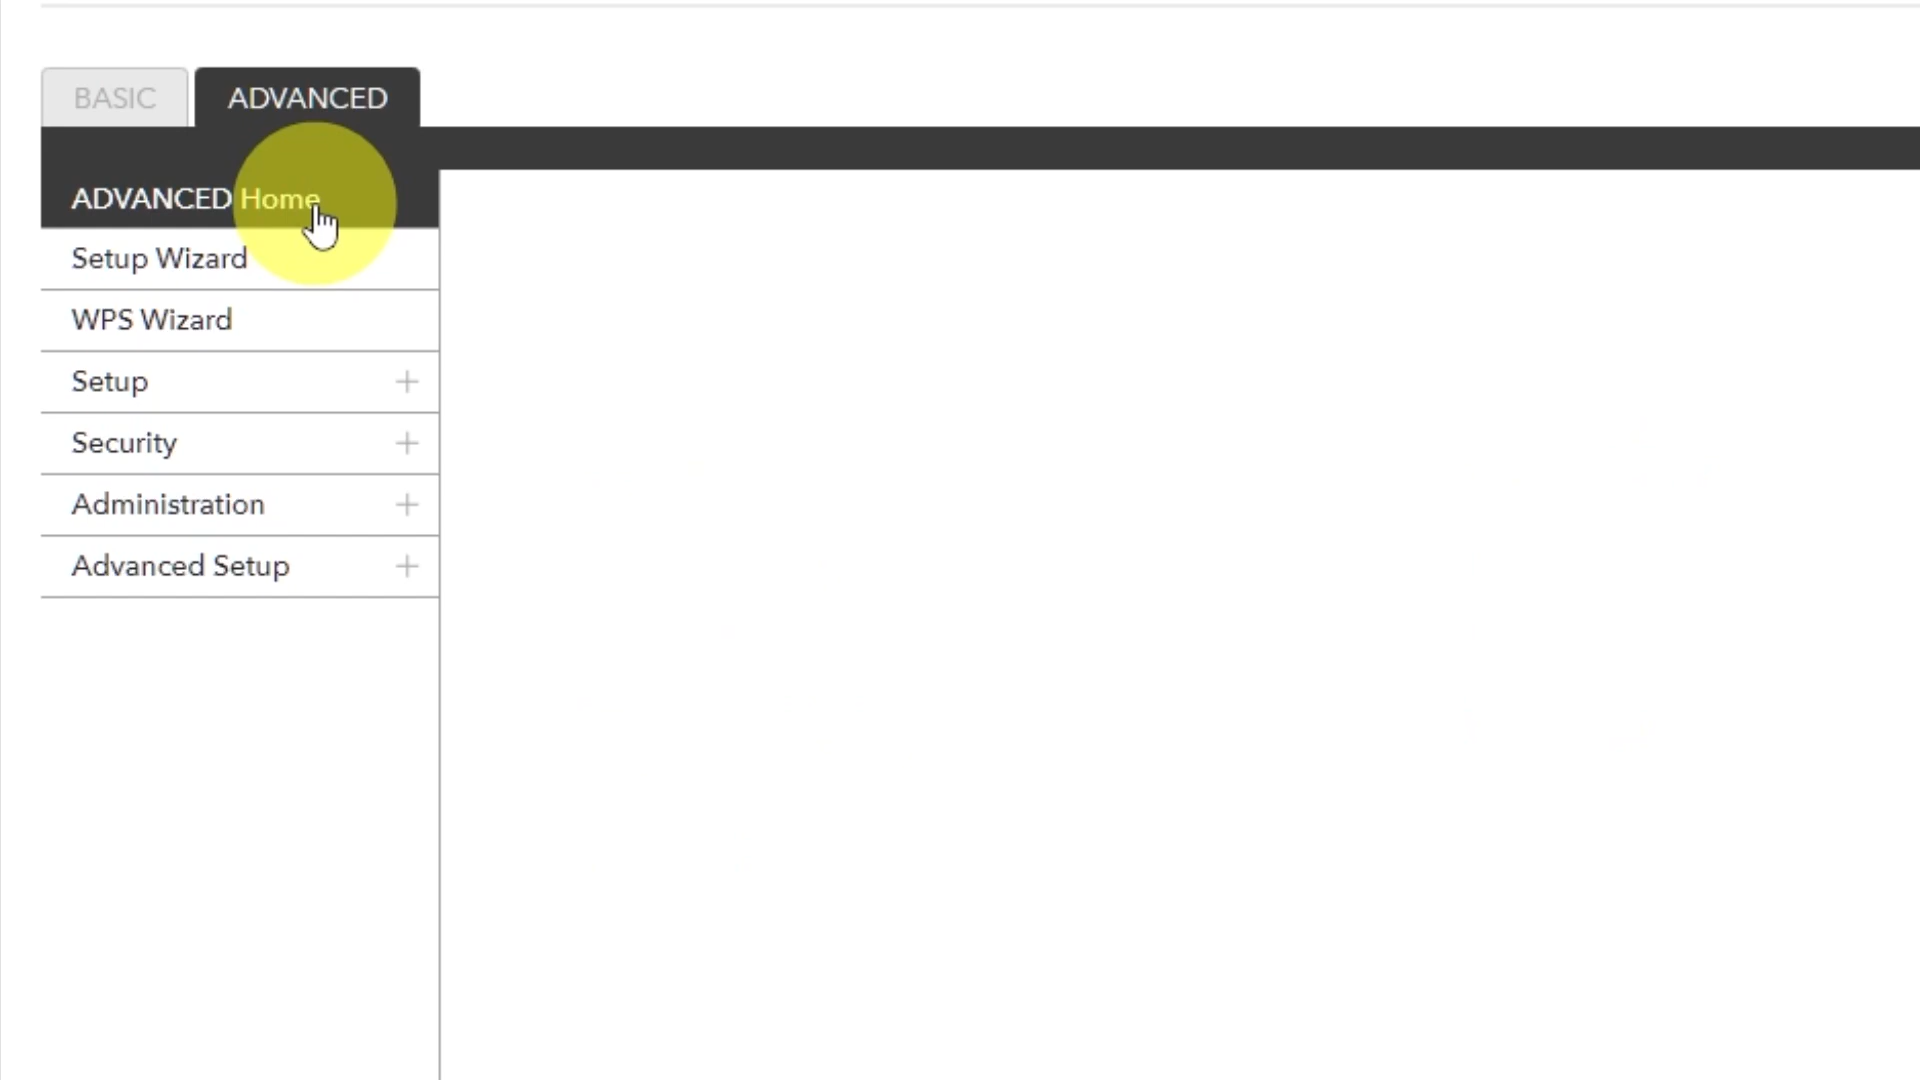 BASIC
ADVANCED
ADVANCED Home
Setup Wizard
WPS Wizard
Setup +
Security +
Administration +
Advanced Setup +